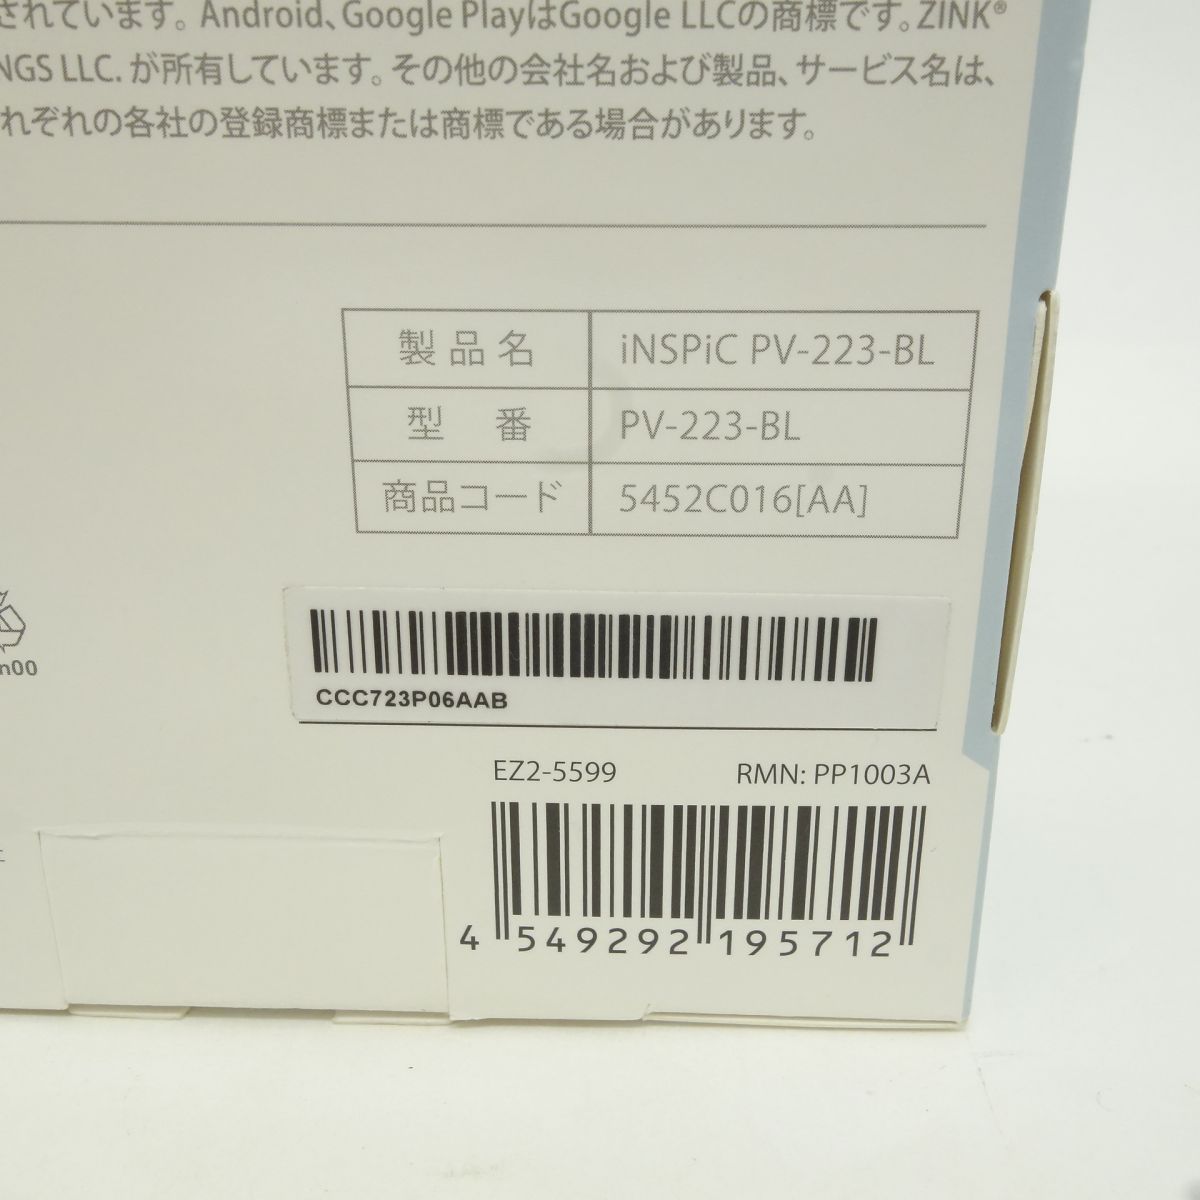 されています。Android、Google PlayはGoogle LLCの商標です。ZINK®
NGS LLC. が所有しています。その他の会社名および製品、サービス名は、
れぞれの各社の登録商標または商標である場合があります。
製品名 iNSPiC PV-223-BL
型番 PV-223-BL
商品コード 5452C016[AA]
n00
CCC723P06AAB
EZ2-5599 RMN: PP1003A
4 549292 195712